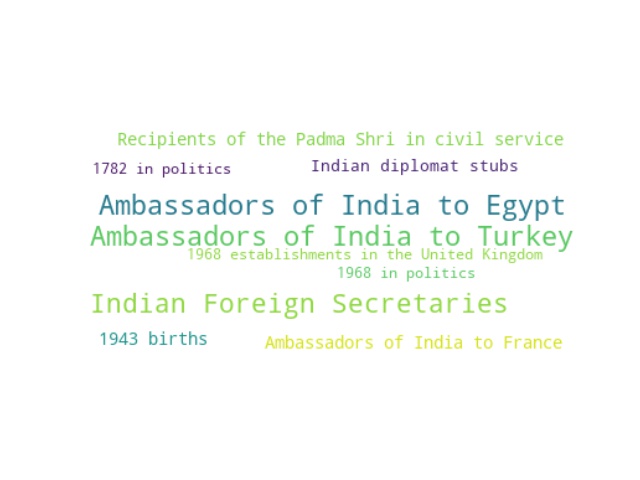 Recipients of the Padma Shri in civil service
1782 in politics
Indian diplomat stubs
Ambassadors of India to Egypt
Ambassadors of India to Turkey
1968 establishments in the United Kingdom
1968 in politics
Indian Foreign Secretaries
1943 births
Ambassadors of India to France